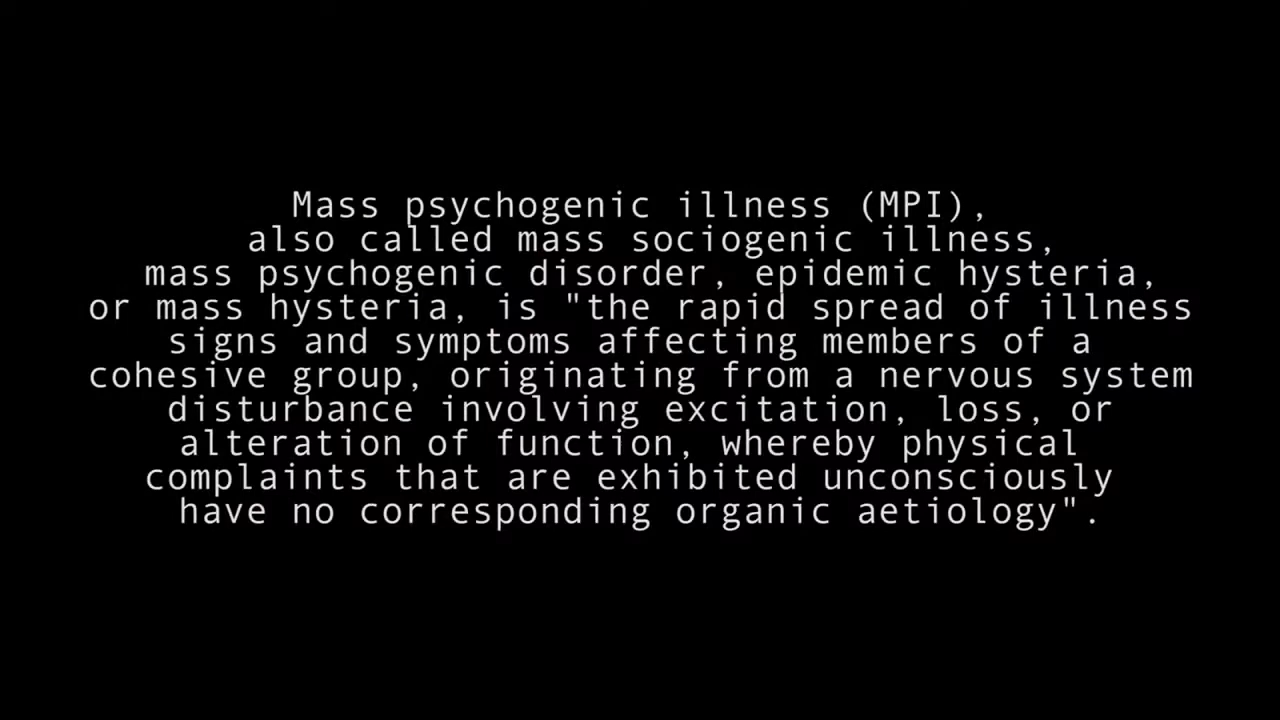 Mass psychogenic illness (MPI),
also called mass sociogenic illness,
mass psychogenic disorder, epidemic hysteria,
or mass hysteria, is "the rapid spread of illness
signs and symptoms affecting members of a
cohesive group, originating from a nervous system
disturbance involving excitation, loss, or
alteration of function, whereby physical
complaints that are exhibited unconsciously
have no corresponding organic aetiology".